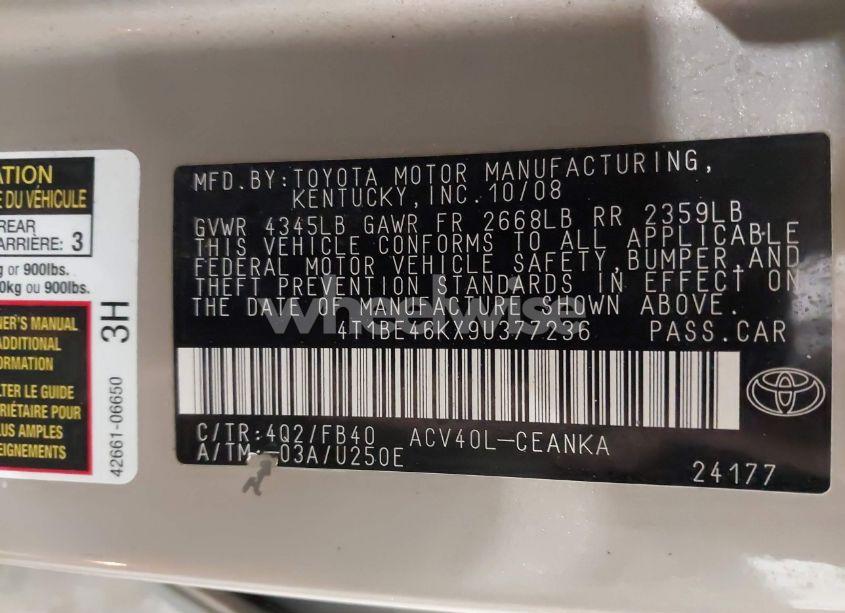 ATION
E DU VÉHICULE
REAR
ARRIÈRE: 3
g or 900lbs.
0kg ou 900lbs.
NER'S MANUAL
ADDITIONAL
ORMATION
LTER LE GUIDE
RIÉTAIRE POUR
LUS AMPLES
EIGNEMENTS
3H
42661-06650
MFD.BY:TOYOTA MOTOR MANUFACTURING,
KENTUCKY,INC.10/08
GVWR 4345LB GAWR FR 2668LB RR 2359LB
THIS VEHICLE CONFORMS TO ALL APPLICABLE
FEDERAL MOTOR VEHICLE SAFETY,BUMPER,AND
THEFT PREVENTION STANDARDS IN EFFECT ON
THE DATE OF MANUFACTURE SHOWN ABOVE.
wheelwise
4T1BE46KX9U377236 PASS.CAR
C/TR:4Q2/FB40 ACV40L-CEANKA
A/TM:-03A/U250E
24177